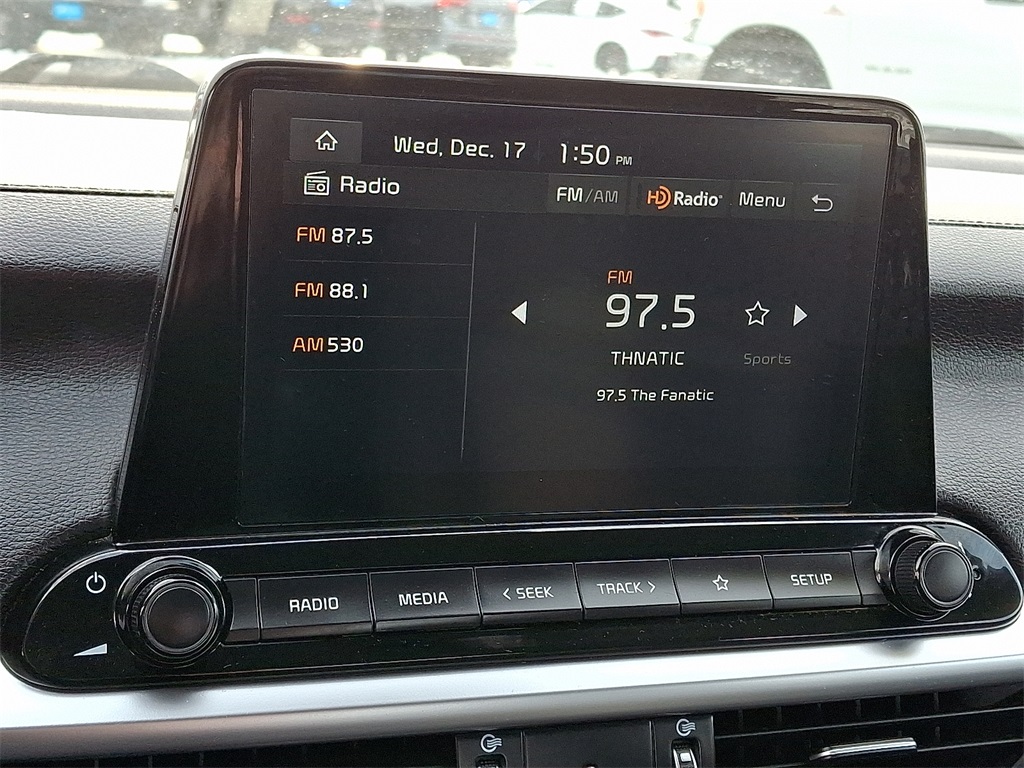 Wed, Dec. 17 1:50 PM
Radio FM/AM HD Radio® Menu
FM 87.5
FM 88.1
AM 530
FM
97.5
THNATIC Sports
97.5 The Fanatic
RADIO MEDIA < SEEK TRACK > SETUP